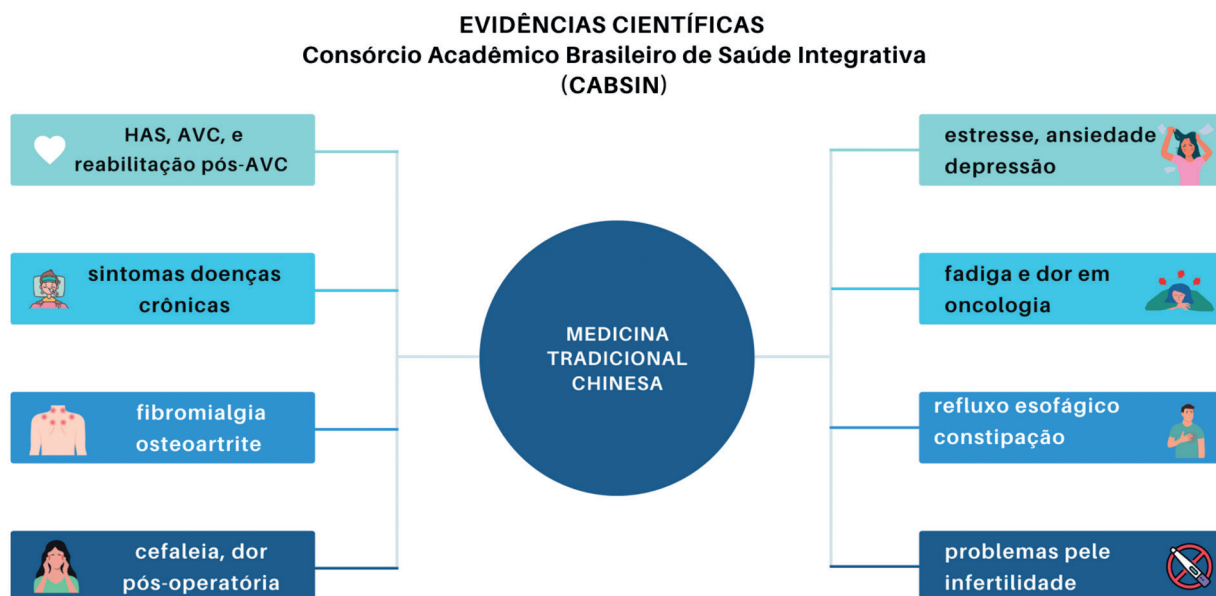 EVIDÊNCIAS CIENTÍFICAS
Consórcio Acadêmico Brasileiro de Saúde Integrativa
(CABSIN)
HAS, AVC, e
reabilitação pós-AVC
sintomas doenças
crônicas
fibromialgia
osteoartrite
cefaleia, dor
pós-operatória
MEDICINA
TRADICIONAL
CHINESA
estresse, ansiedade
depressão
fadiga e dor em
oncologia
refluxo esofágico
constipação
problemas pele
infertilidade